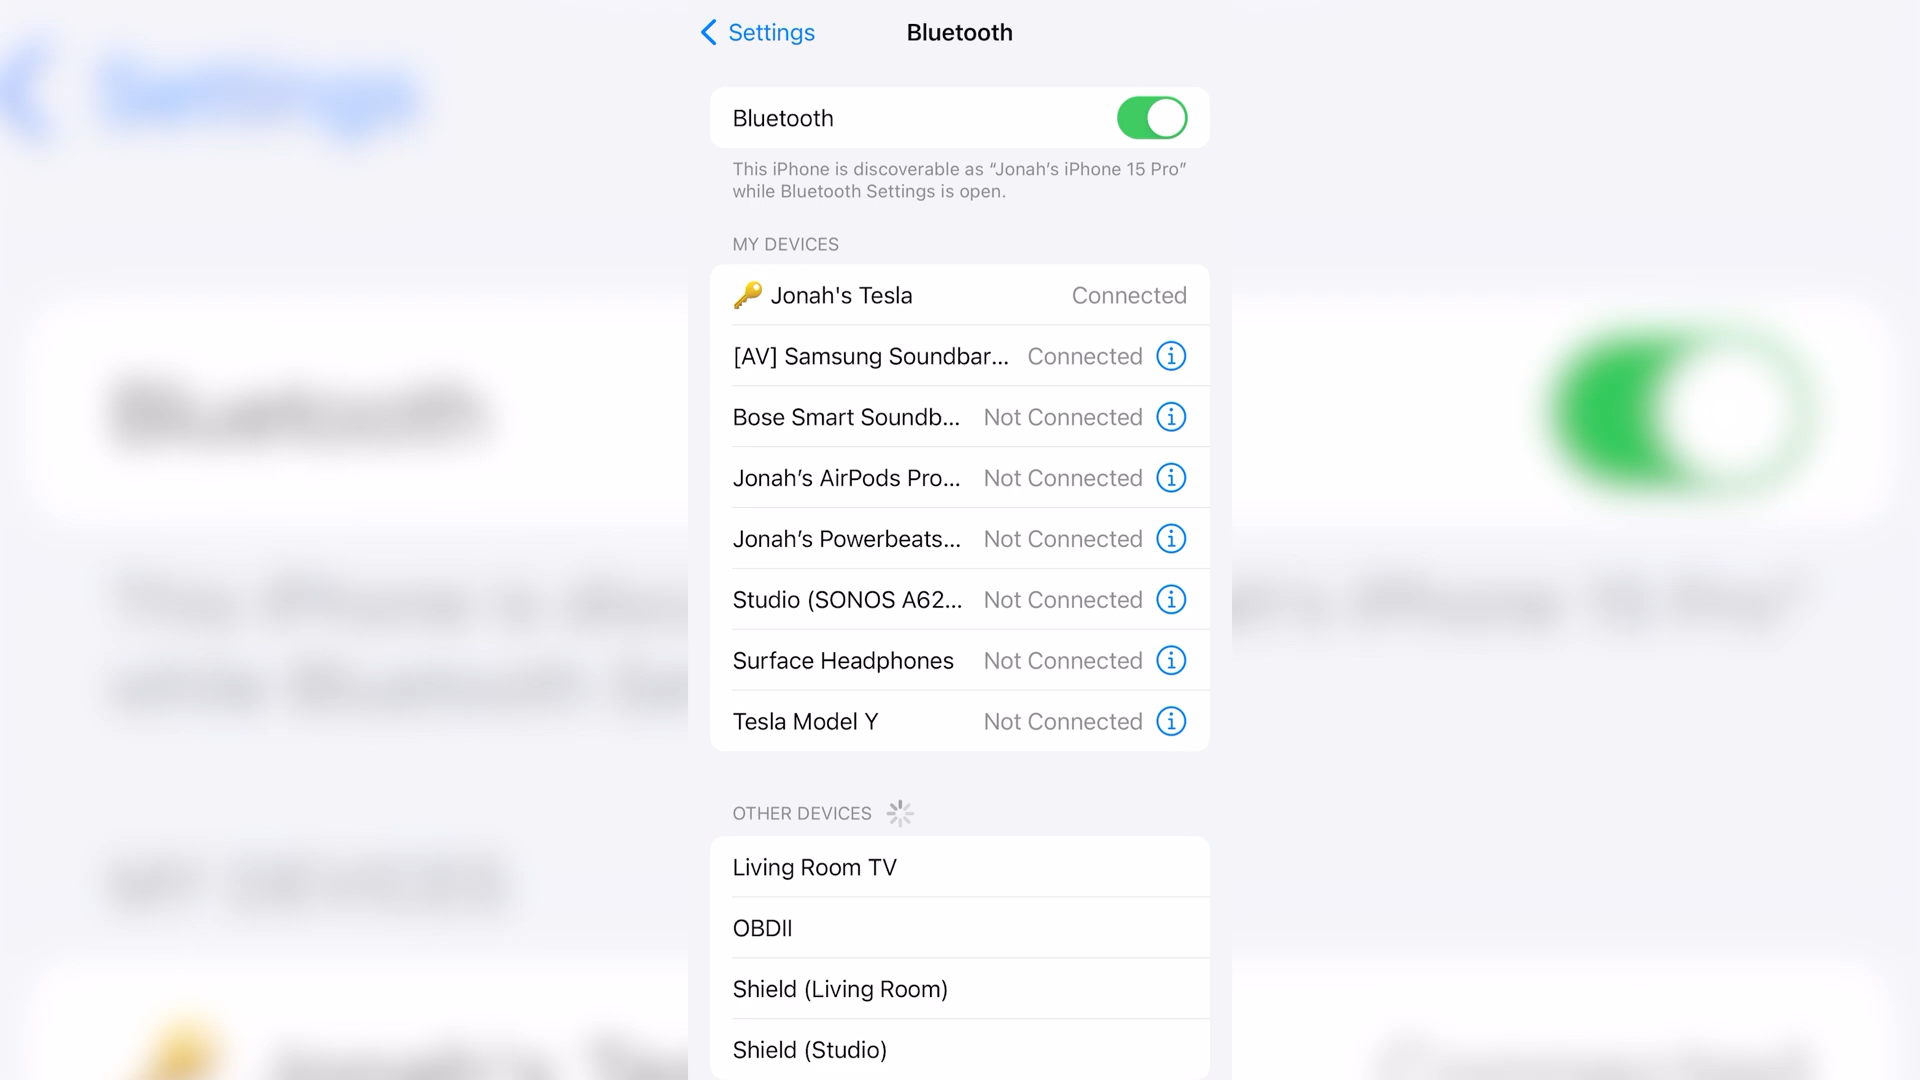 Settings
Bluetooth
Bluetooth
This iPhone is discoverable as “Jonah’s iPhone 15 Pro”
while Bluetooth Settings is open.
MY DEVICES
🔑 Jonah's Tesla Connected
[AV] Samsung Soundbar... Connected
Bose Smart Soundb... Not Connected
Jonah’s AirPods Pro... Not Connected
Jonah’s Powerbeats... Not Connected
Studio (SONOS A62... Not Connected
Surface Headphones Not Connected
Tesla Model Y Not Connected
OTHER DEVICES
Living Room TV
OBDII
Shield (Living Room)
Shield (Studio)